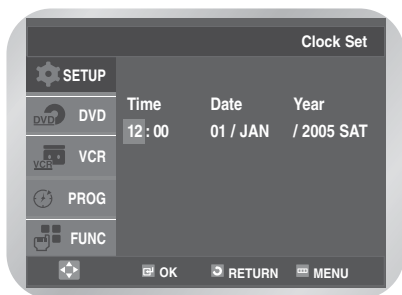 Clock Set
SETUP
DVD DVD
VCR VCR
PROG
FUNC
Time Date Year
12 : 00 01 / JAN / 2005 SAT
OK RETURN MENU